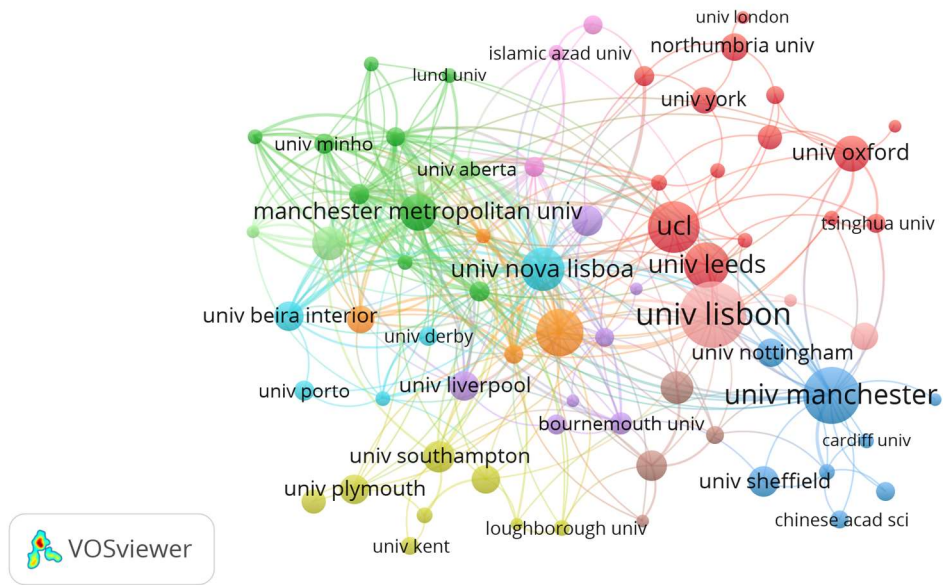 univ london
northumbria univ
islamic azad univ
lund univ
univ york
univ minho
univ oxford
univ aberta
manchester metropolitan univ
ucl
tsinghua univ
univ nova lisboa
univ leeds
univ beira interior
univ lisbon
univ derby
univ nottingham
univ porto
univ liverpool
univ manchester
bournemouth univ
cardiff univ
univ southampton
univ plymouth
univ sheffield
chinese acad sci
loughborough univ
univ kent
VOSviewer